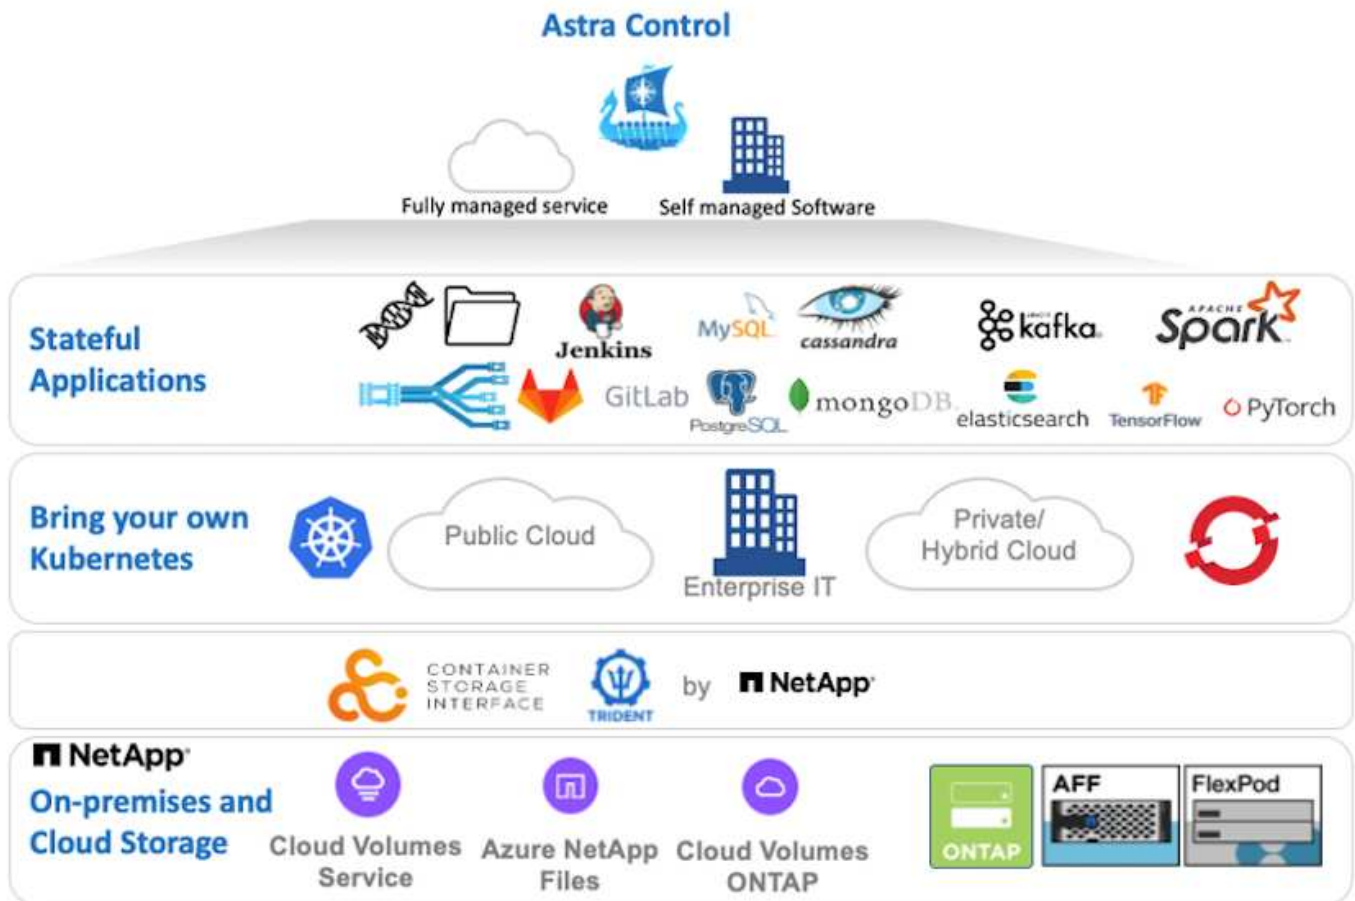 Astra Control
Fully managed service
Self managed Software
Stateful
Applications
Jenkins
MySQL
cassandra
kafka
APACHE
Spark
GitLab
PostgreSQL
mongoDB.
elasticsearch
TensorFlow
PyTorch
Bring your own
Kubernetes
Public Cloud
Enterprise IT
Private/
Hybrid Cloud
CONTAINER
STORAGE
INTERFACE
TRIDENT
by
NetApp
NetApp
On-premises and
Cloud Storage
Cloud Volumes
Service
Azure NetApp
Files
Cloud Volumes
ONTAP
ONTAP
AFF
FlexPod